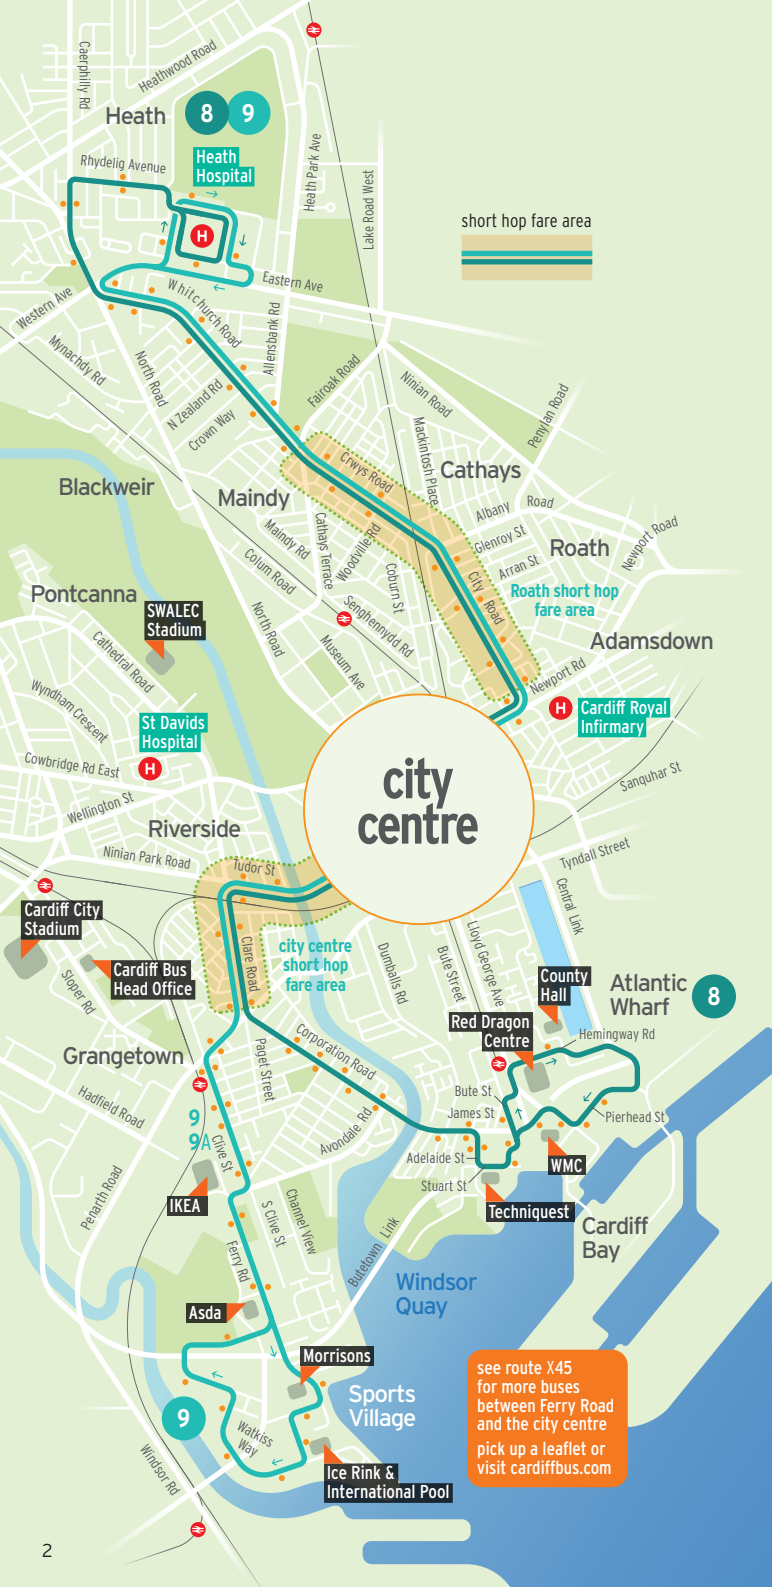 Caerphilly Rd
Heathwood Road
Heath
8
9
Heath
Hospital
Rhydelig Avenue
Heath Park Ave
Lake Road West
H
short hop fare area
Eastern Ave
Western Ave
Whitchurch Road
Allensbank Rd
Mynachdy Rd
North Road
N Zealand Rd
Crown Way
Fairoak Road
Ninian Road
Penylan Road
Mackintosh Place
Crwys Road
Cathays
Blackweir
Maindy
Albany Road
Maindy Rd
Cathays Terrace
Woodville Rd
Glenroy St
Roath
Newport Road
Colum Road
Coburn St
City Road
Arran St
Pontcanna
SWALEC
Stadium
North Road
Senghennydd Rd
Roath short hop
fare area
Museum Ave
Adamsdown
Cathedral Road
Newport Rd
Wyndham Crescent
St Davids
Hospital
H
H
Cardiff Royal
Infirmary
Cowbridge Rd East
city
centre
Sanquhar St
Wellington St
Riverside
Ninian Park Road
Tudor St
Tyndall Street
Central Link
Cardiff City
Stadium
Clare Road
city centre
short hop
fare area
Dumballs Rd
Bute Street
Lloyd George Ave
Cardiff Bus
Head Office
Sloper Rd
County
Hall
Atlantic
Wharf
8
Red Dragon
Centre
Hemingway Rd
Grangetown
Paget Street
Corporation Road
Hadfield Road
Bute St
James St
Pierhead St
9
9A
Clive St
Avondale Rd
Adelaide St
Stuart St
WMC
Techniquest
Penarth Road
IKEA
S Clive St
Channel View
Butetown Link
Cardiff
Bay
Ferry Rd
Windsor
Quay
Asda
Morrisons
see route X45
for more buses
between Ferry Road
and the city centre
pick up a leaflet or
visit cardiffbus.com
Sports
Village
9
Watkiss
Way
Windsor Rd
Ice Rink &
International Pool
2